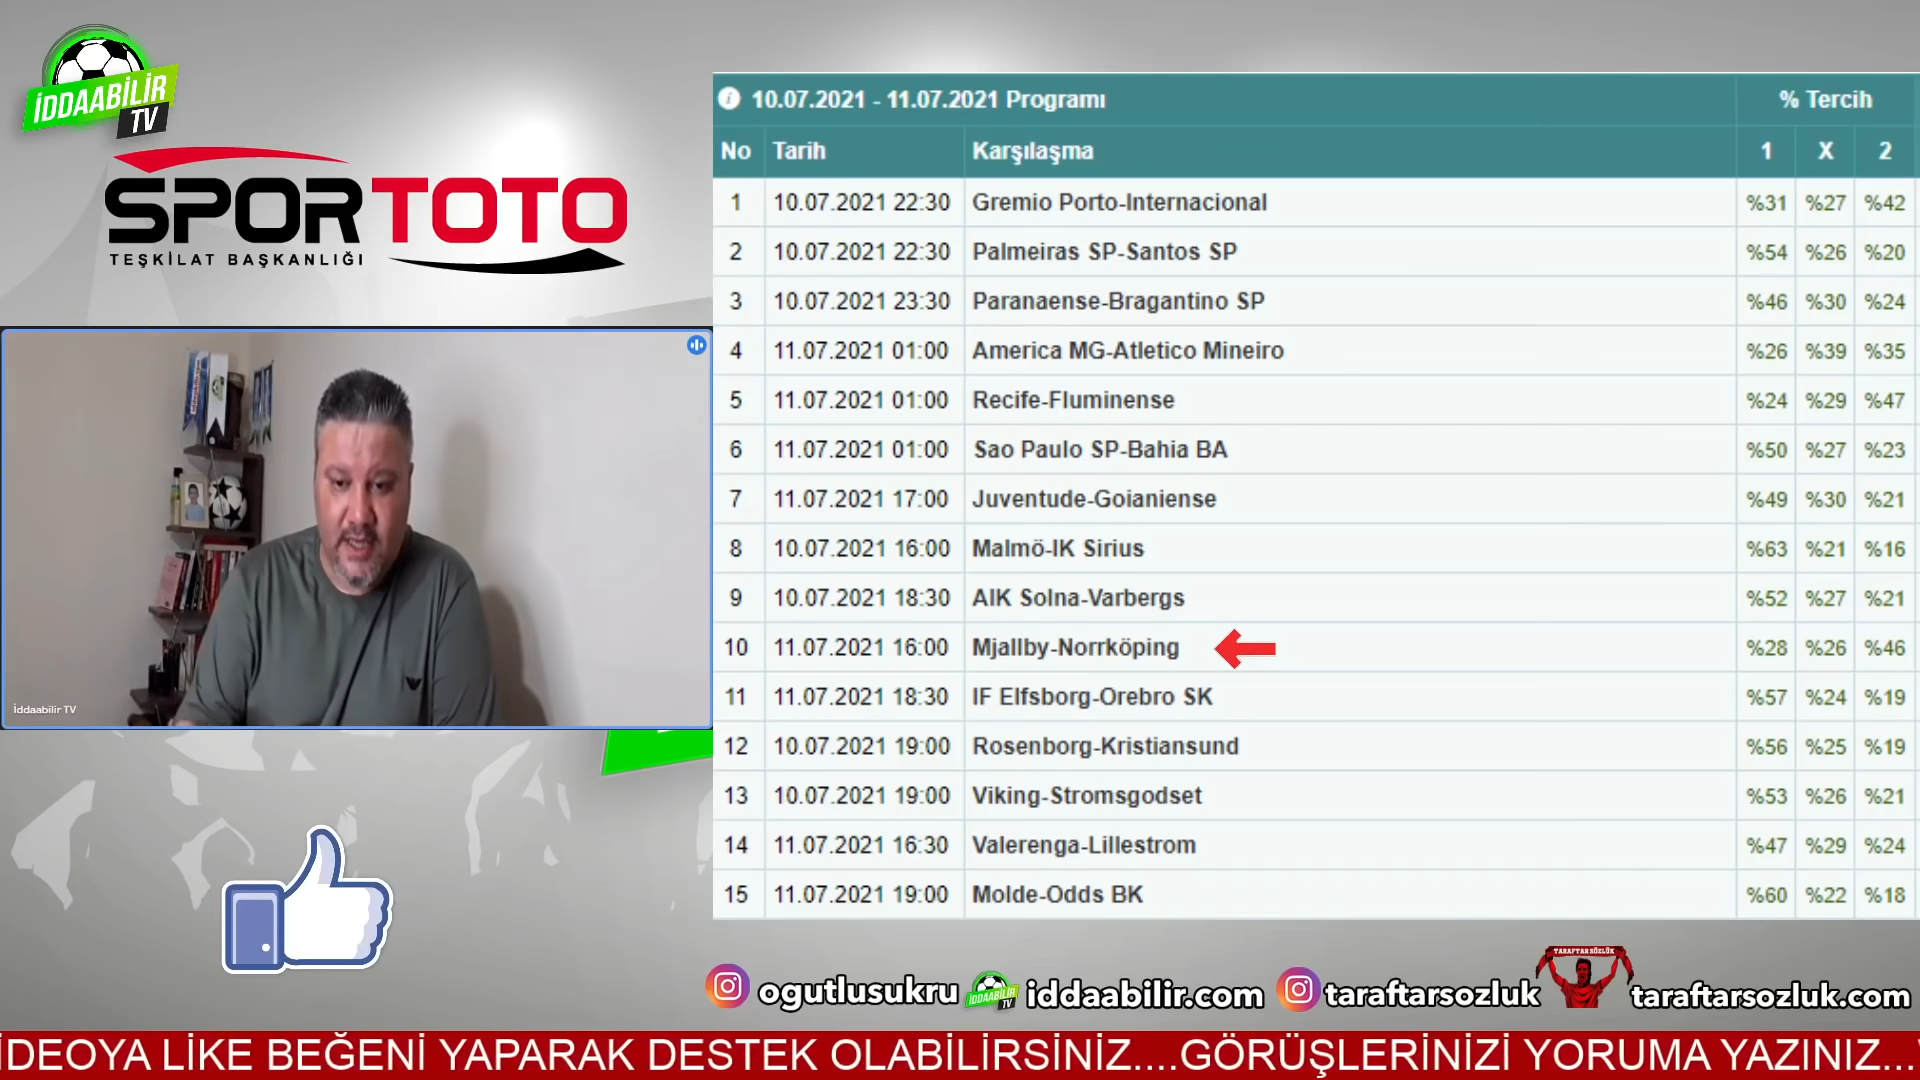 İDDAABİLİR
TV
SPORTOTO
TEŞKİLAT BAŞKANLIĞI
İddaabilir TV
10.07.2021 - 11.07.2021 Programı % Tercih
No Tarih Karşılaşma 1 X 2
1 10.07.2021 22:30 Gremio Porto-Internacional %31 %27 %42
2 10.07.2021 22:30 Palmeiras SP-Santos SP %54 %26 %20
3 10.07.2021 23:30 Paranaense-Bragantino SP %46 %30 %24
4 11.07.2021 01:00 America MG-Atletico Mineiro %26 %39 %35
5 11.07.2021 01:00 Recife-Fluminense %24 %29 %47
6 11.07.2021 01:00 Sao Paulo SP-Bahia BA %50 %27 %23
7 11.07.2021 17:00 Juventude-Goianiense %49 %30 %21
8 10.07.2021 16:00 Malmö-IK Sirius %63 %21 %16
9 10.07.2021 18:30 AIK Solna-Varbergs %52 %27 %21
10 11.07.2021 16:00 Mjallby-Norrköping %28 %26 %46
11 11.07.2021 18:30 IF Elfsborg-Orebro SK %57 %24 %19
12 10.07.2021 19:00 Rosenborg-Kristiansund %56 %25 %19
13 10.07.2021 19:00 Viking-Stromsgodset %53 %26 %21
14 11.07.2021 16:30 Valerenga-Lillestrom %47 %29 %24
15 11.07.2021 19:00 Molde-Odds BK %60 %22 %18
ogutlusukru İDDAABİLİR TV iddaabilir.com taraftarsozluk TARAFTAR SÖZLÜK taraftarsozluk.com
İDEOYA LİKE BEĞENİ YAPARAK DESTEK OLABİLİRSİNİZ....GÖRÜŞLERİNİZİ YORUMA YAZINIZ...